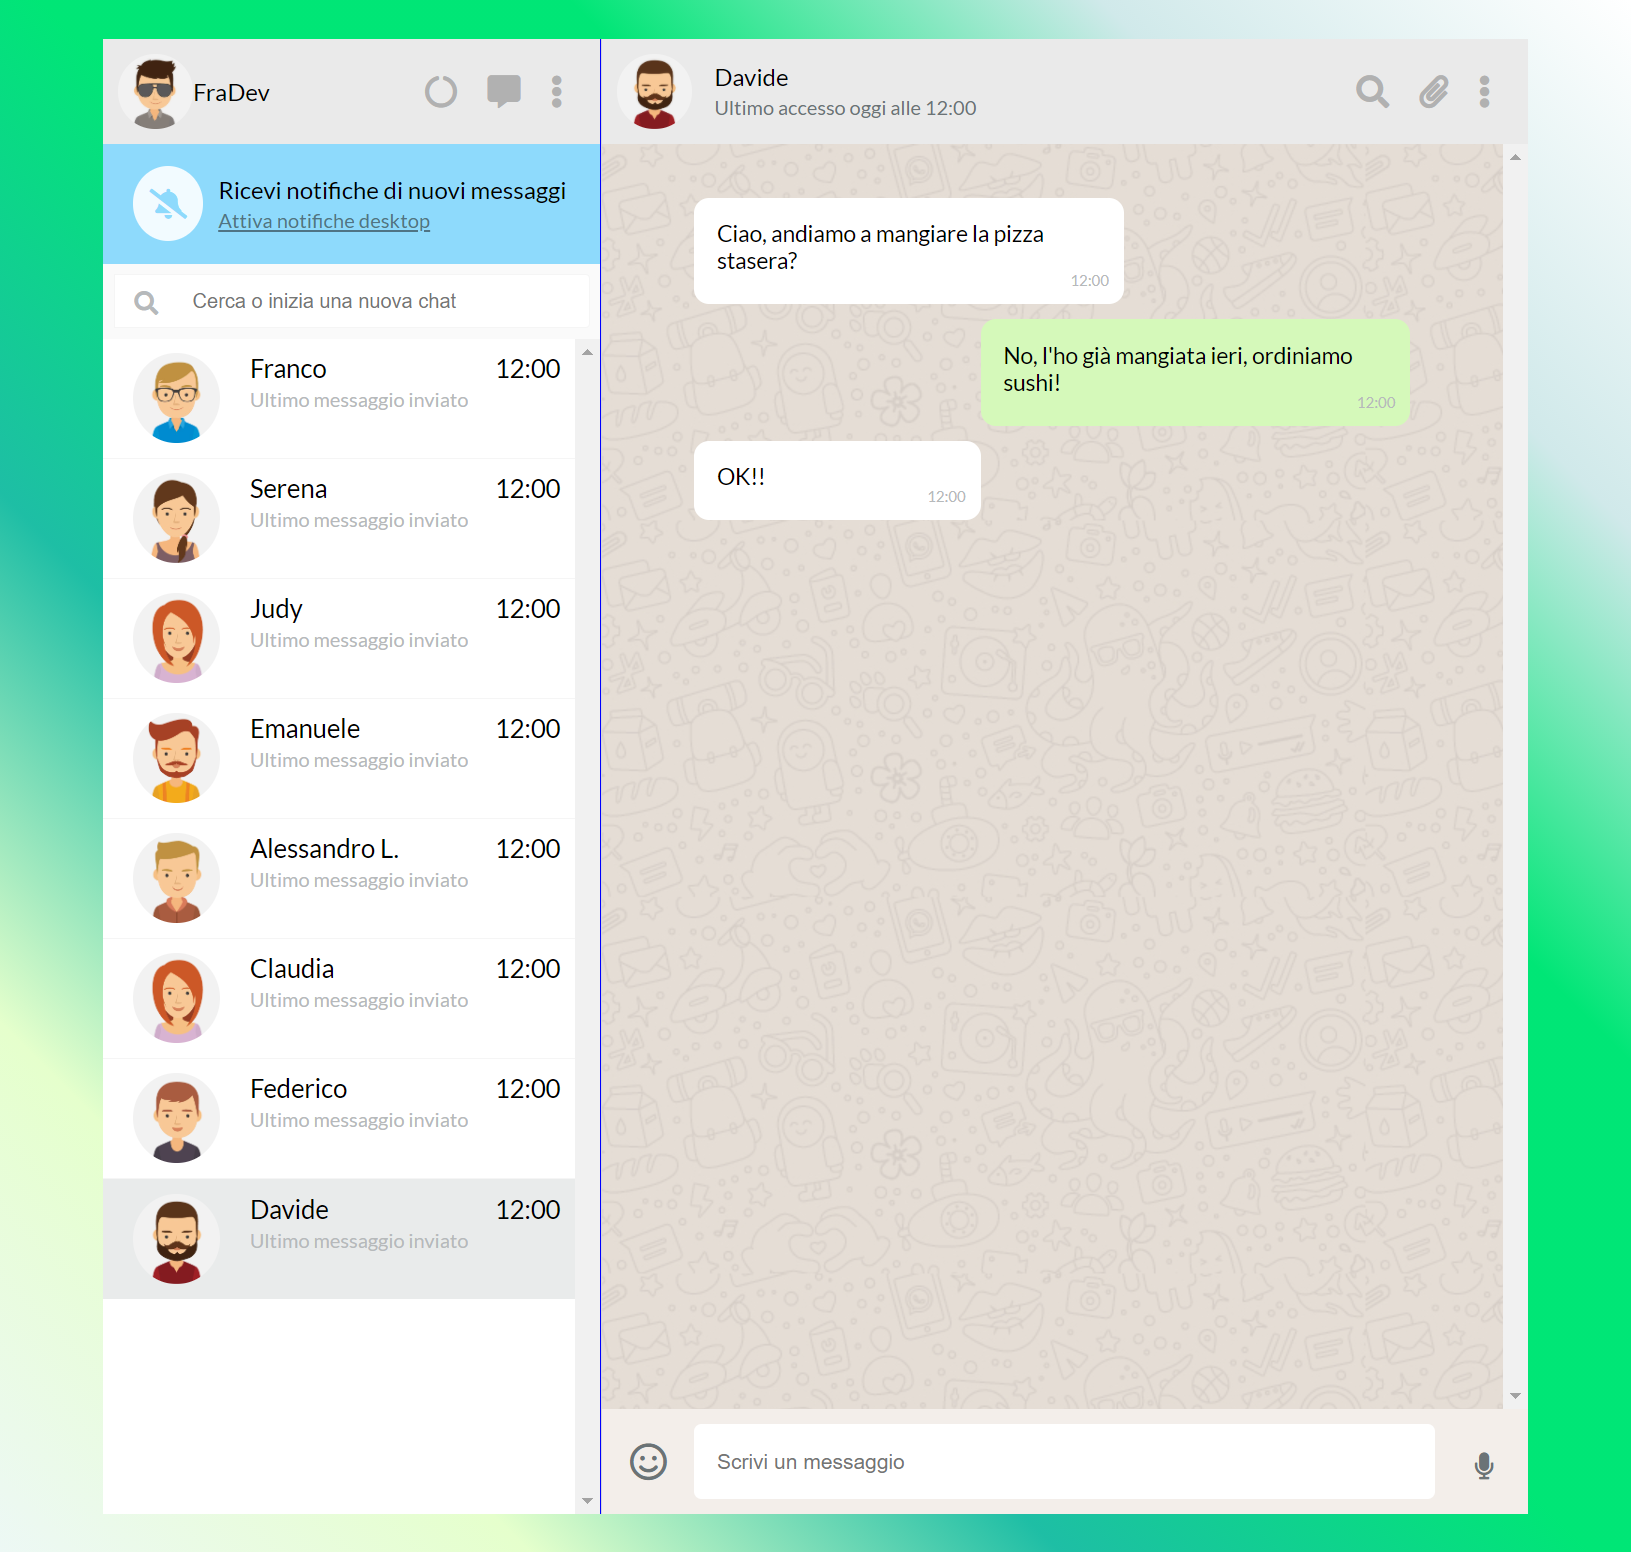 FraDev
Ricevi notifiche di nuovi messaggi
Attiva notifiche desktop
Cerca o inizia una nuova chat
Franco 12:00
Ultimo messaggio inviato
Serena 12:00
Ultimo messaggio inviato
Judy 12:00
Ultimo messaggio inviato
Emanuele 12:00
Ultimo messaggio inviato
Alessandro L. 12:00
Ultimo messaggio inviato
Claudia 12:00
Ultimo messaggio inviato
Federico 12:00
Ultimo messaggio inviato
Davide 12:00
Ultimo messaggio inviato
Davide
Ultimo accesso oggi alle 12:00
Ciao, andiamo a mangiare la pizza
stasera?
12:00
No, l'ho già mangiata ieri, ordiniamo
sushi!
12:00
OK!!
12:00
Scrivi un messaggio